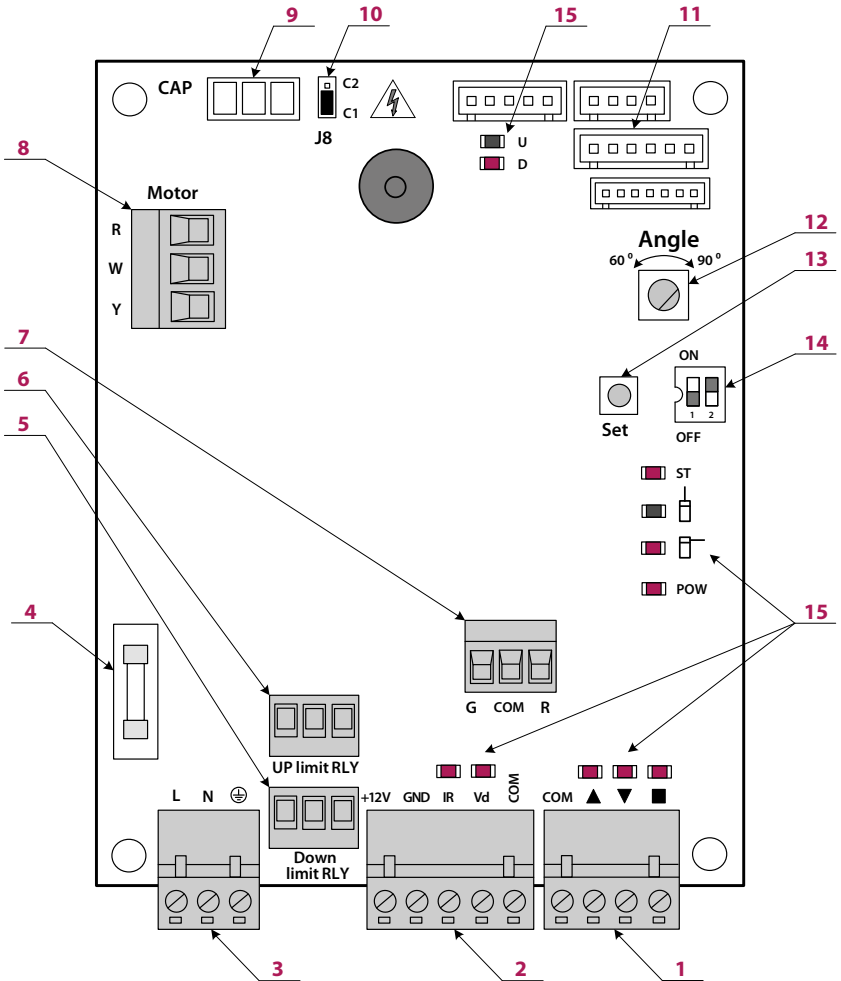 9 10 15 11
CAP C2
C1
J8
U
D
8
Motor
R
W
Y
Angle
60 º 90 º
12
13
7
6
5
ON
1 2
OFF
14
Set
ST
POW
4
15
G COM R
UP limit RLY
L N
+12V GND IR Vd COM
COM ▲ ▼ ■
Down
limit RLY
3 2 1